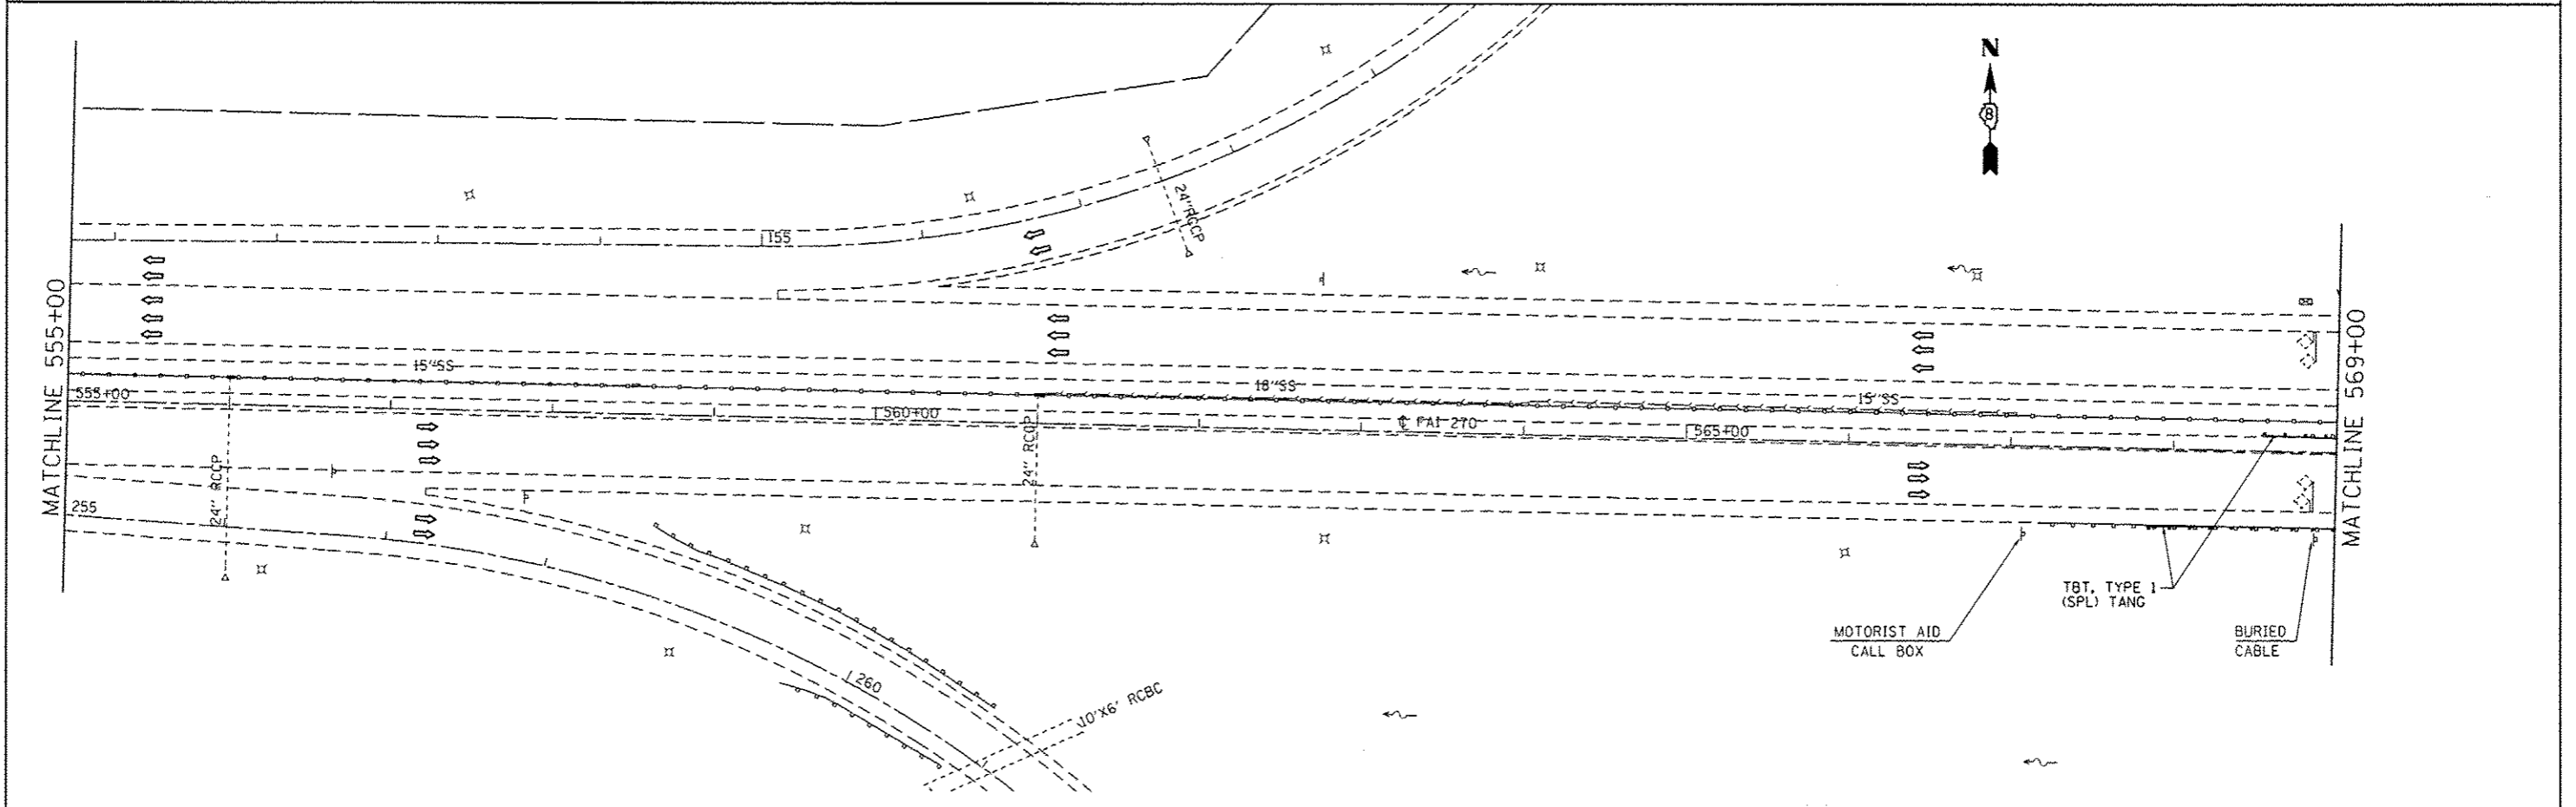 N
8
24"RCCP
155
MATCHLINE 555+00
MATCHLINE 569+00
15"SS
18"SS
15"SS
555+00
560+00
℄ FAI 270
565+00
24" RCCP
24" RCCP
255
TBT, TYPE 1
(SPL) TANG
MOTORIST AID
CALL BOX
BURIED
CABLE
260
10'X6' RCBC